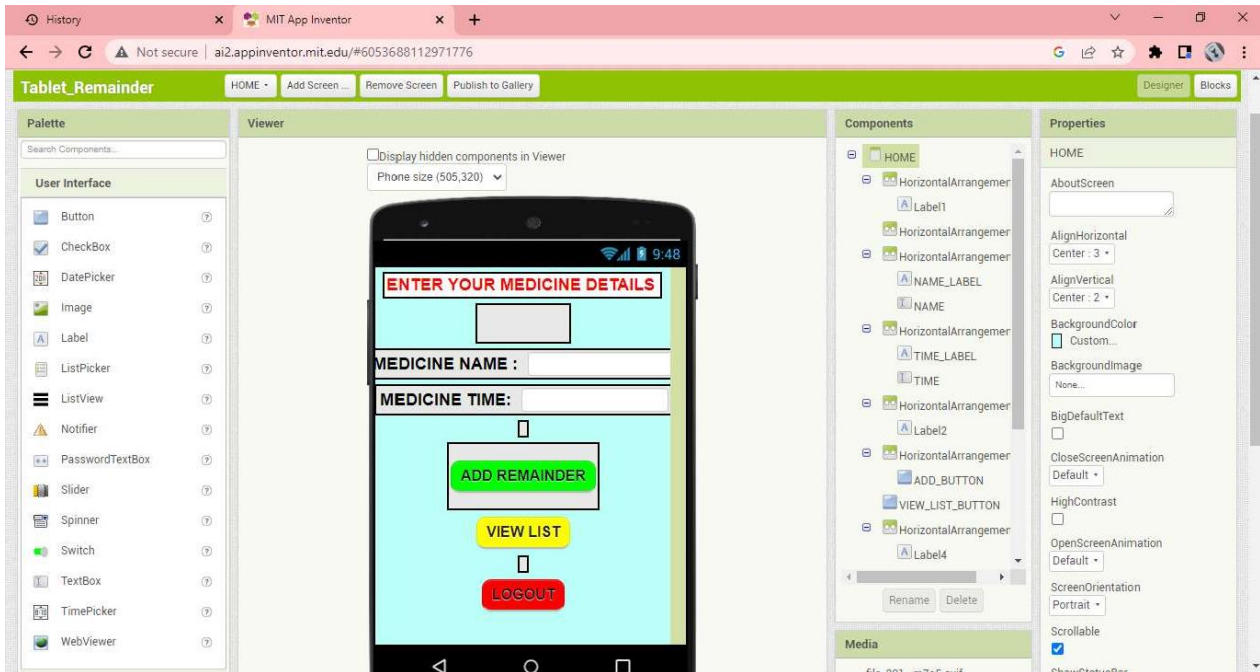 History
MIT App Inventor
Not secure
ai2.appinventor.mit.edu/#6053688112971776
Tablet_Remainder
HOME
Add Screen ...
Remove Screen
Publish to Gallery
Designer
Blocks
Palette
Search Components...
User Interface
Button
CheckBox
DatePicker
Image
Label
ListPicker
ListView
Notifier
PasswordTextBox
Slider
Spinner
Switch
TextBox
TimePicker
WebViewer
Viewer
Display hidden components in Viewer
Phone size (505,320)
9:48
ENTER YOUR MEDICINE DETAILS
MEDICINE NAME :
MEDICINE TIME:
ADD REMAINDER
VIEW LIST
LOGOUT
Components
HOME
HorizontalArrangemer
Label1
HorizontalArrangemer
HorizontalArrangemer
NAME_LABEL
NAME
HorizontalArrangemer
TIME_LABEL
TIME
HorizontalArrangemer
Label2
HorizontalArrangemer
ADD_BUTTON
VIEW_LIST_BUTTON
HorizontalArrangemer
Label4
Rename
Delete
Media
Properties
HOME
AboutScreen
AlignHorizontal
Center : 3
AlignVertical
Center : 2
BackgroundColor
Custom...
BackgroundImage
None...
BigDefaultText
CloseScreenAnimation
Default
HighContrast
OpenScreenAnimation
Default
ScreenOrientation
Portrait
Scrollable
ShowStatusBar